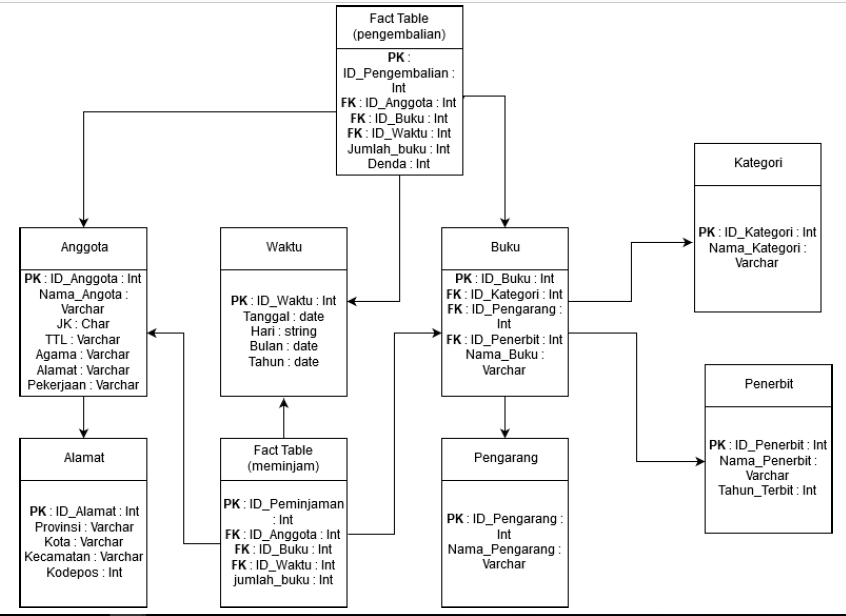 Fact Table
(pengembalian)
PK :
ID_Pengembalian :
Int
FK : ID_Anggota : Int
FK : ID_Buku : Int
FK : ID_Waktu : Int
Jumlah_buku : Int
Denda : Int
Kategori
PK : ID_Kategori : Int
Nama_Kategori :
Varchar
Anggota
PK : ID_Anggota : Int
Nama_Angota :
Varchar
JK : Char
TTL : Varchar
Agama : Varchar
Alamat : Varchar
Pekerjaan : Varchar
Waktu
PK : ID_Waktu : Int
Tanggal : date
Hari : string
Bulan : date
Tahun : date
Buku
PK : ID_Buku : Int
FK : ID_Kategori : Int
FK : ID_Pengarang :
Int
FK : ID_Penerbit : Int
Nama_Buku :
Varchar
Penerbit
PK : ID_Penerbit : Int
Nama_Penerbit :
Varchar
Tahun_Terbit : Int
Alamat
PK : ID_Alamat : Int
Provinsi : Varchar
Kota : Varchar
Kecamatan : Varchar
Kodepos : Int
Fact Table
(meminjam)
PK : ID_Peminjaman
: Int
FK : ID_Anggota : Int
FK : ID_Buku : Int
FK : ID_Waktu : Int
jumlah_buku : Int
Pengarang
PK : ID_Pengarang :
Int
Nama_Pengarang :
Varchar